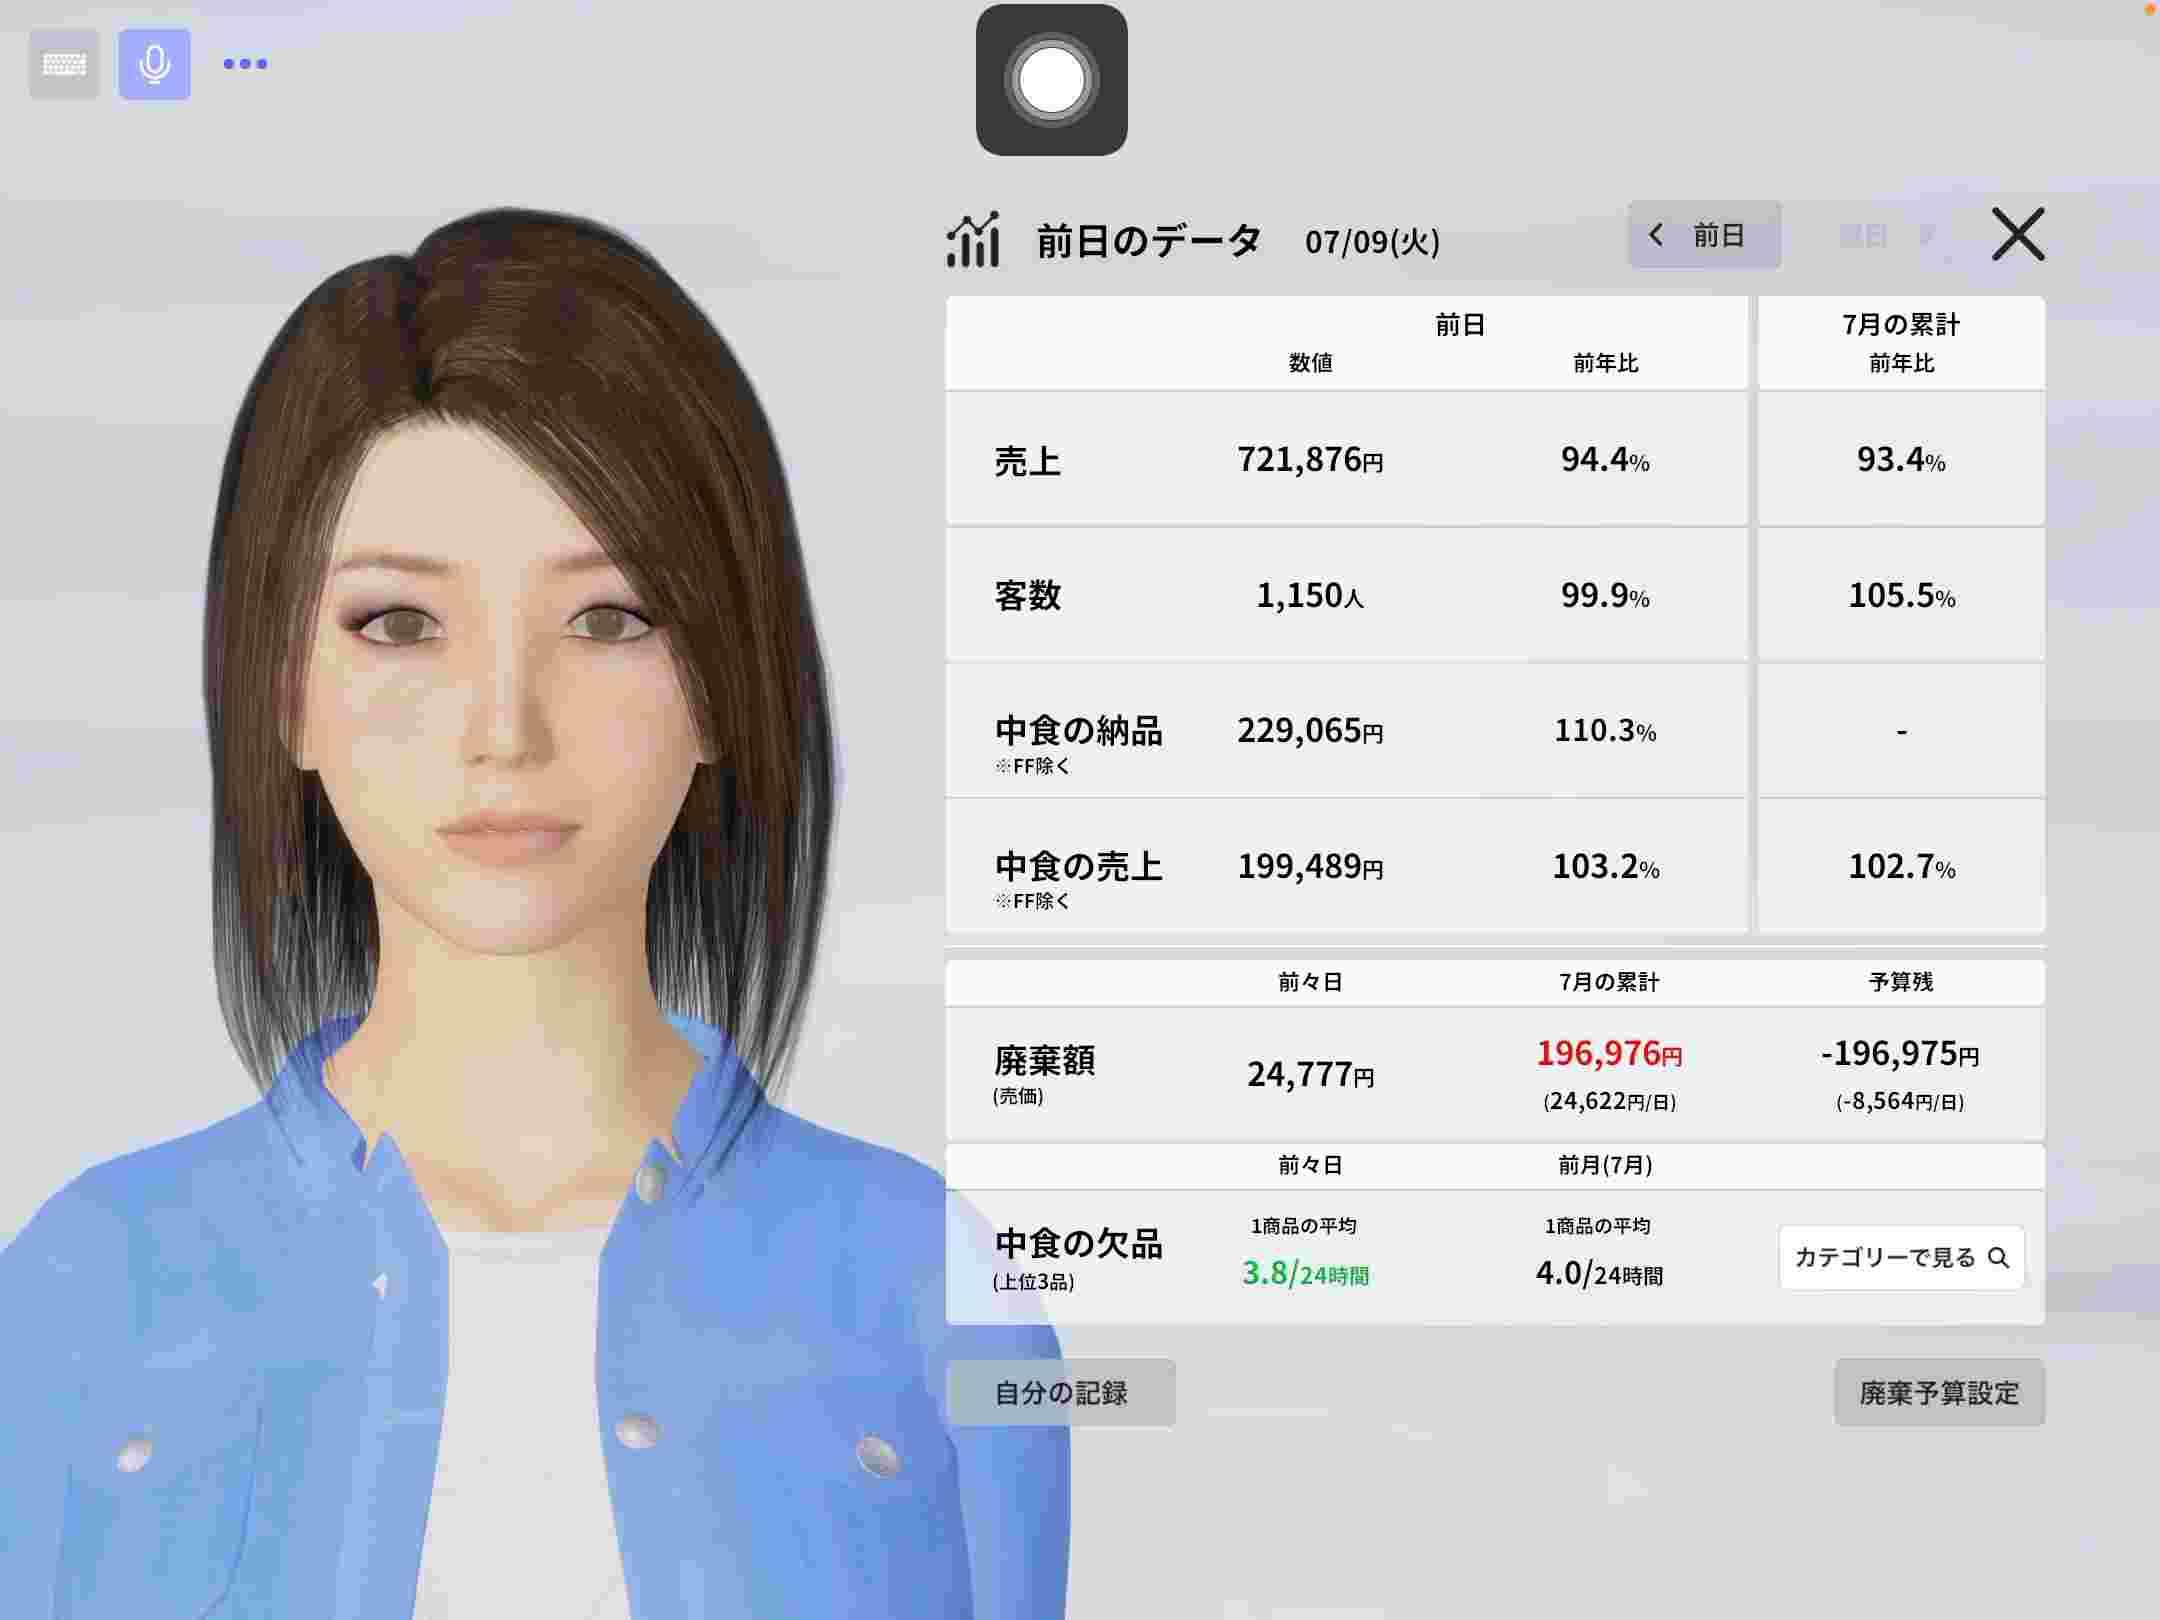 前日のデータ 07/09(火) 前日 翌日
前日 7月の累計
数値 前年比 前年比
売上 721,876円 94.4% 93.4%
客数 1,150人 99.9% 105.5%
中食の納品 229,065円 110.3% -
※FF除く
中食の売上 199,489円 103.2% 102.7%
※FF除く
前々日 7月の累計 予算残
廃棄額 24,777円 196,976円 -196,975円
(売価) (24,622円/日) (-8,564円/日)
前々日 前月(7月)
中食の欠品 1商品の平均 1商品の平均 カテゴリーで見る
(上位3品) 3.8/24時間 4.0/24時間
自分の記録 廃棄予算設定